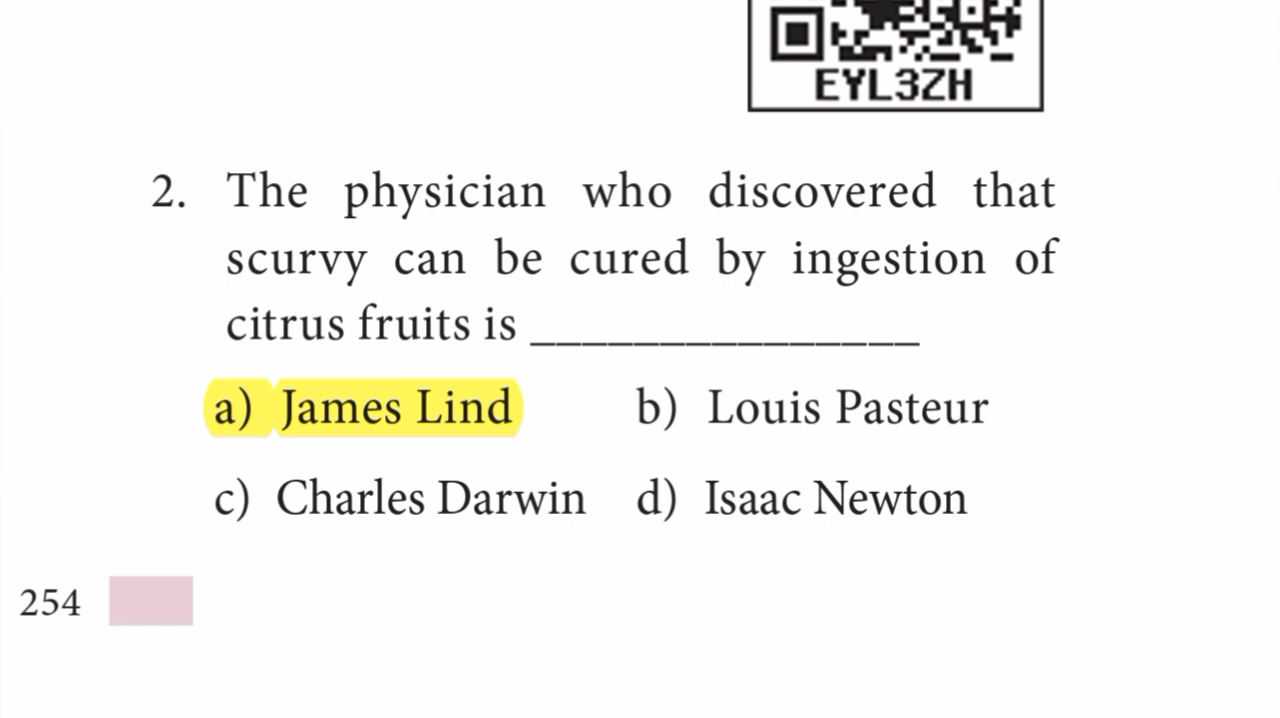 EYL3ZH
2. The physician who discovered that
scurvy can be cured by ingestion of
citrus fruits is _______________
a) James Lind b) Louis Pasteur
c) Charles Darwin d) Isaac Newton
254